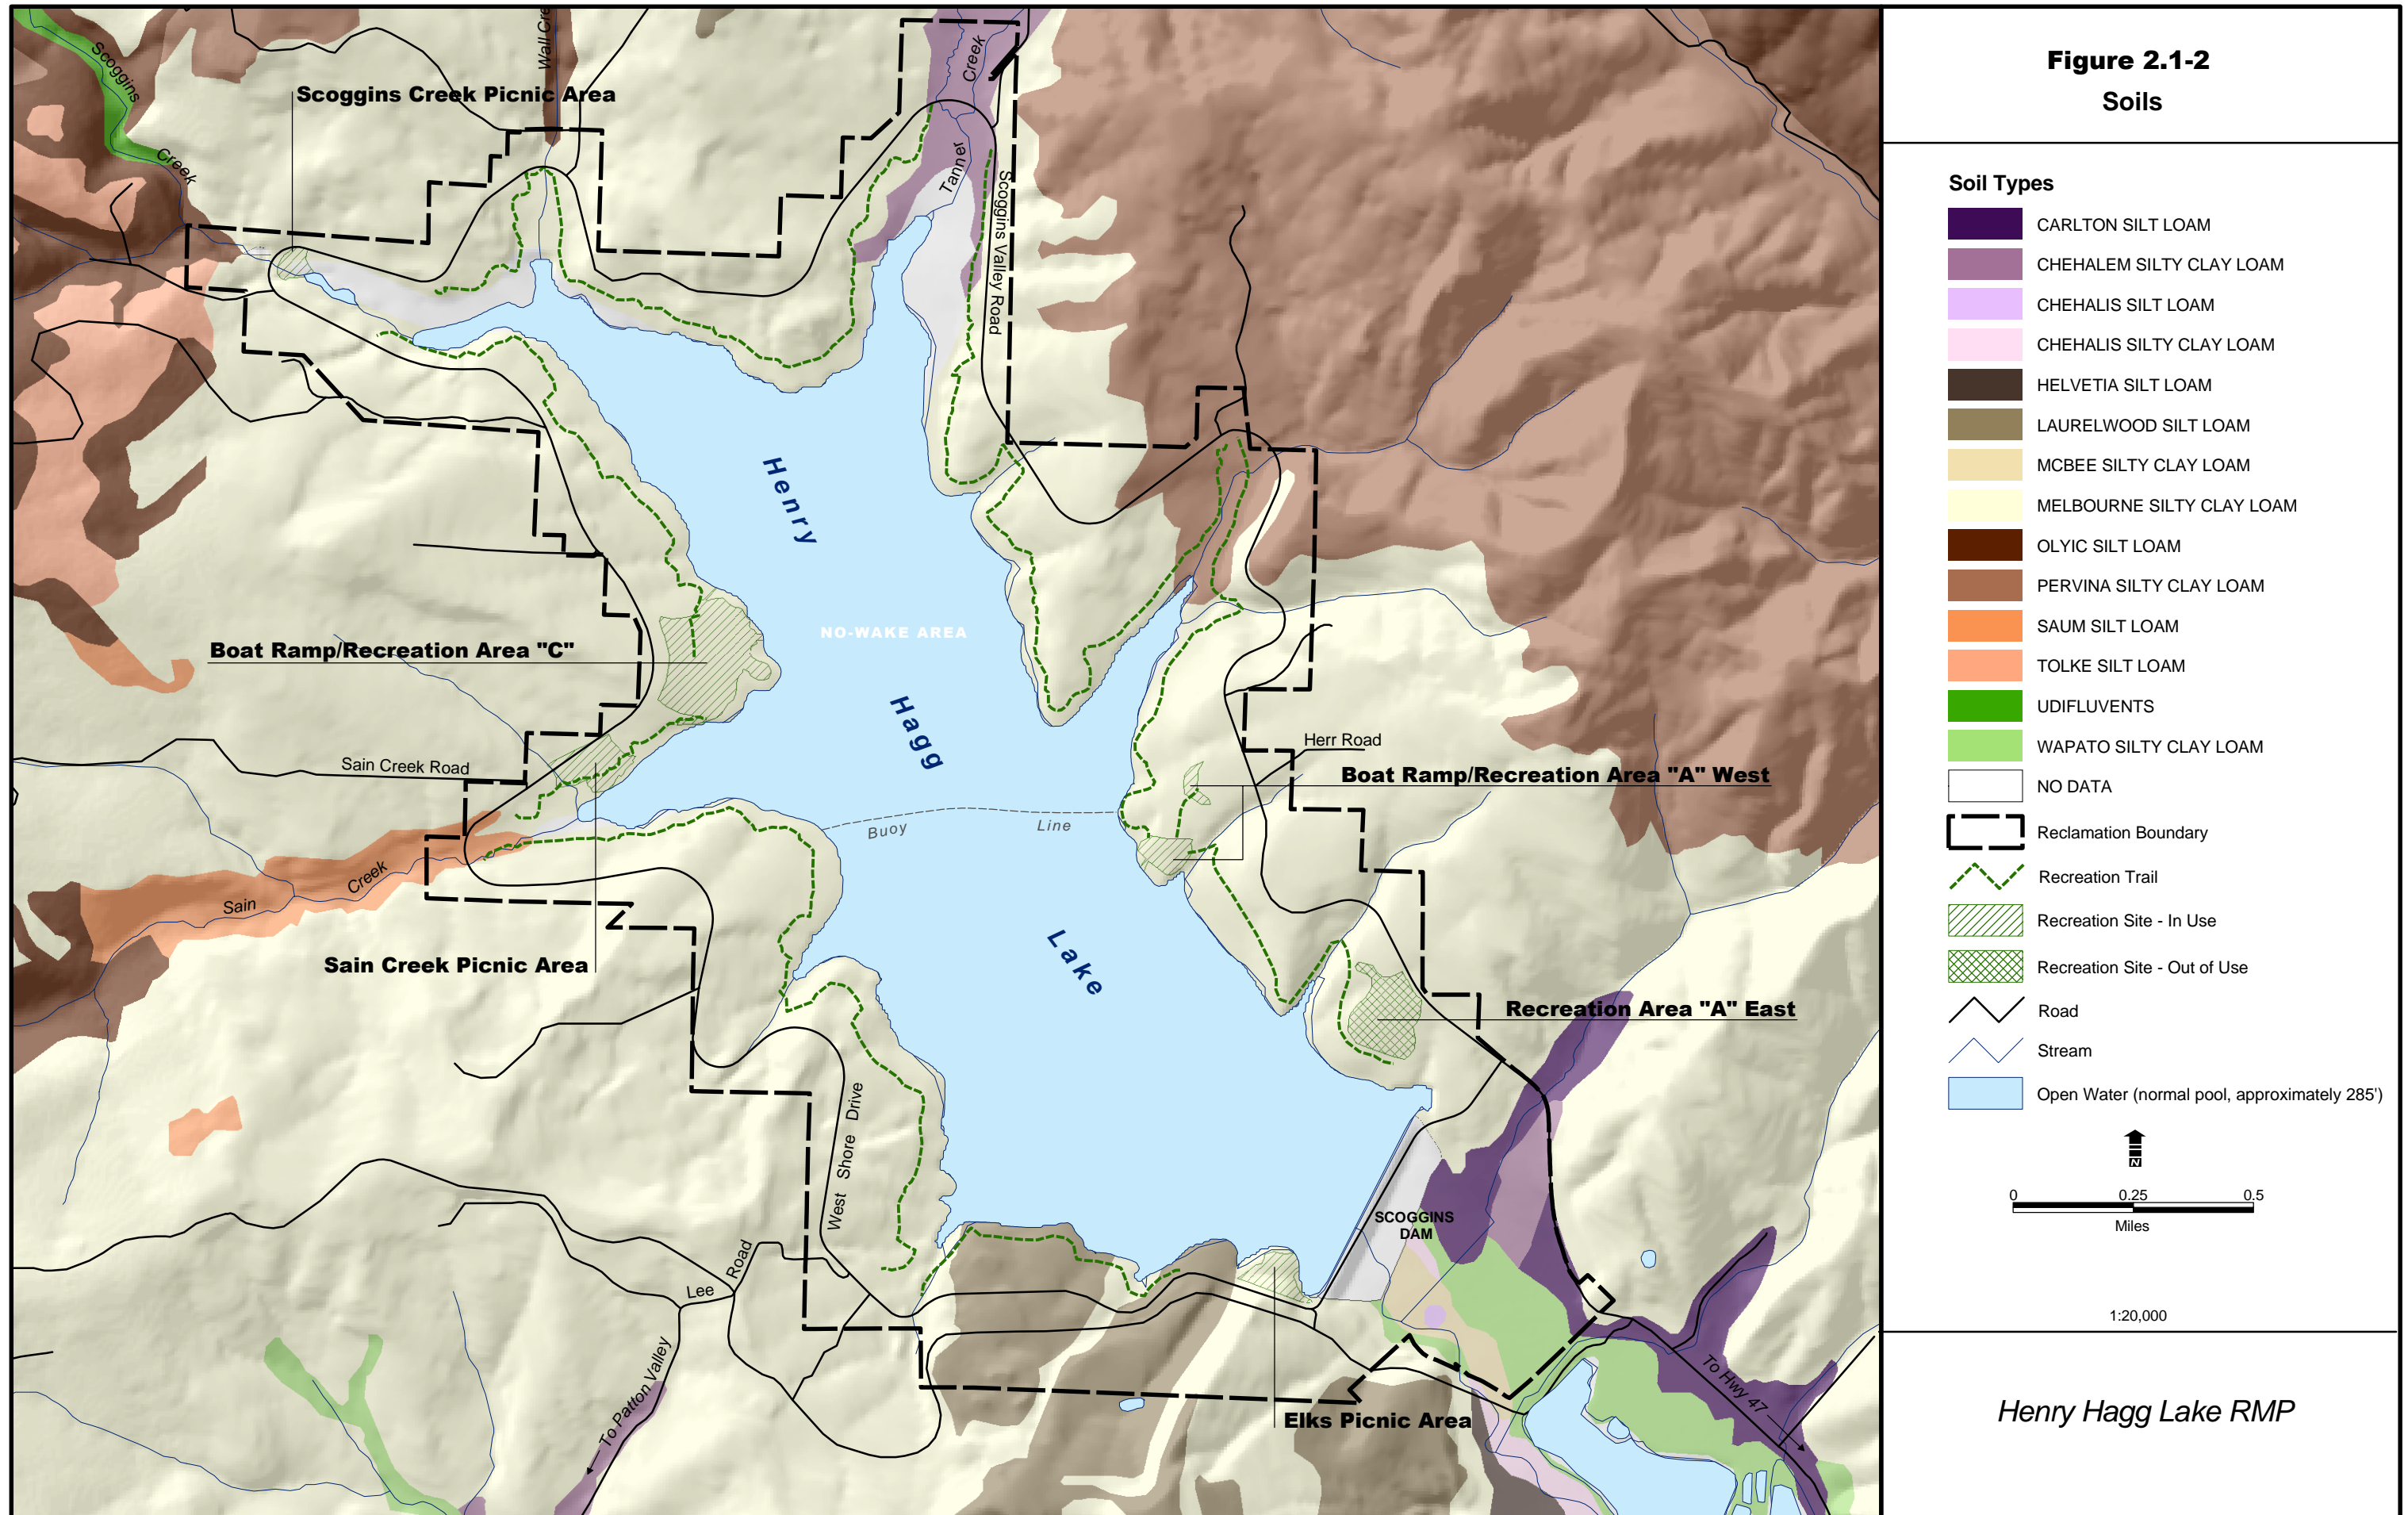 Figure 2.1-2
Soils
Soil Types
CARLTON SILT LOAM
CHEHALEM SILTY CLAY LOAM
CHEHALIS SILT LOAM
CHEHALIS SILTY CLAY LOAM
HELVETIA SILT LOAM
LAURELWOOD SILT LOAM
MCBEE SILTY CLAY LOAM
MELBOURNE SILTY CLAY LOAM
OLYIC SILT LOAM
PERVINA SILTY CLAY LOAM
SAUM SILT LOAM
TOLKE SILT LOAM
UDIFLUVENTS
WAPATO SILTY CLAY LOAM
NO DATA
Reclamation Boundary
Recreation Trail
Recreation Site - In Use
Recreation Site - Out of Use
Road
Stream
Open Water (normal pool, approximately 285')
N
0 0.25 0.5
Miles
1:20,000
Henry Hagg Lake RMP
Scoggins
Creek
Wall Cre
Scoggins Creek Picnic Area
Tanner
Creek
Scoggins Valley Road
Henry
Hagg
Lake
NO-WAKE AREA
Boat Ramp/Recreation Area "C"
Sain Creek Road
Herr Road
Boat Ramp/Recreation Area "A" West
Buoy Line
Sain Creek
Sain Creek Picnic Area
Recreation Area "A" East
West Shore Drive
SCOGGINS
DAM
Lee Road
To Patton Valley
To Hwy 47
Elks Picnic Area